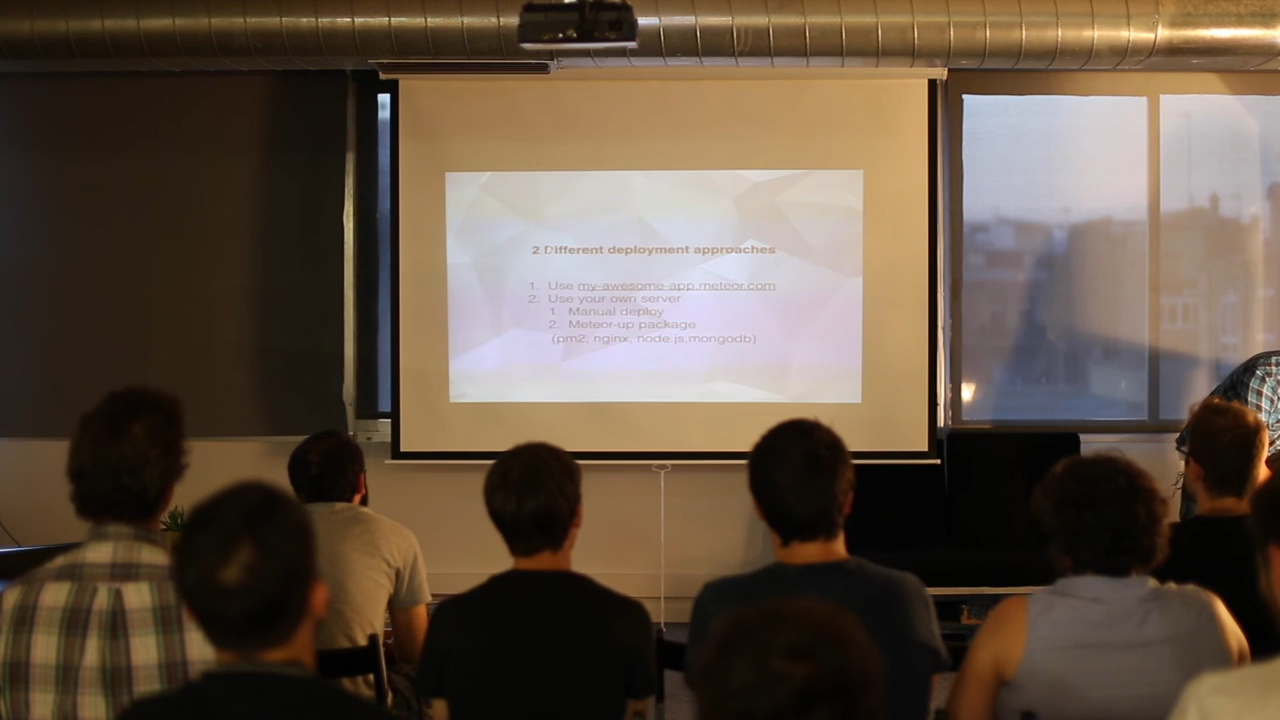 2 Different deployment approaches
1. Use my-awesome-app.meteor.com
2. Use your own server
1. Manual deploy
2. Meteor-up package
(pm2, nginx, node.js,mongodb)